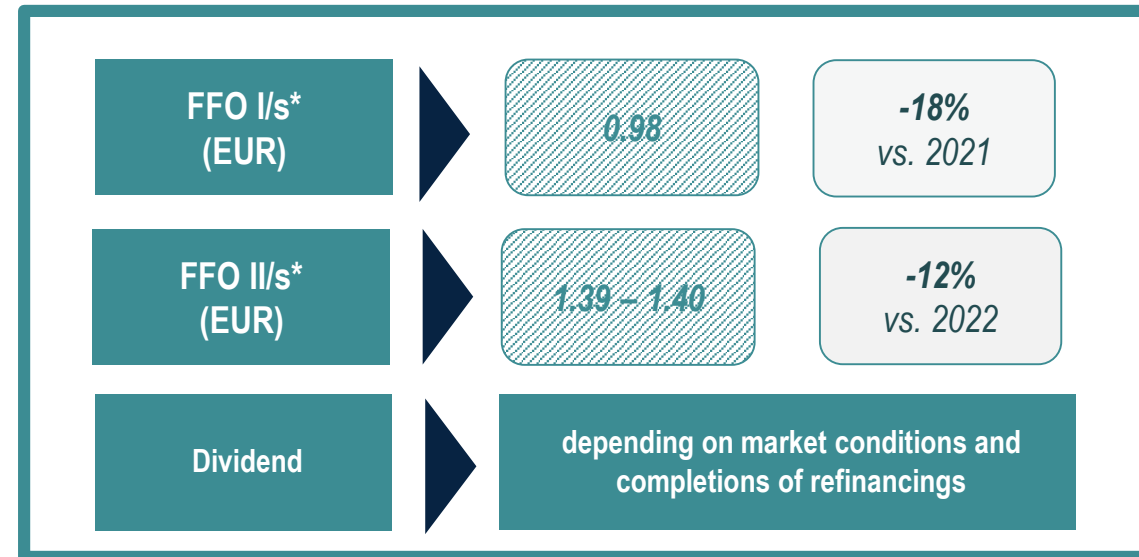 FFO I/s*
(EUR)
0.98
-18%
vs. 2021
FFO II/s*
(EUR)
1.39 – 1.40
-12%
vs. 2022
Dividend
depending on market conditions and
completions of refinancings